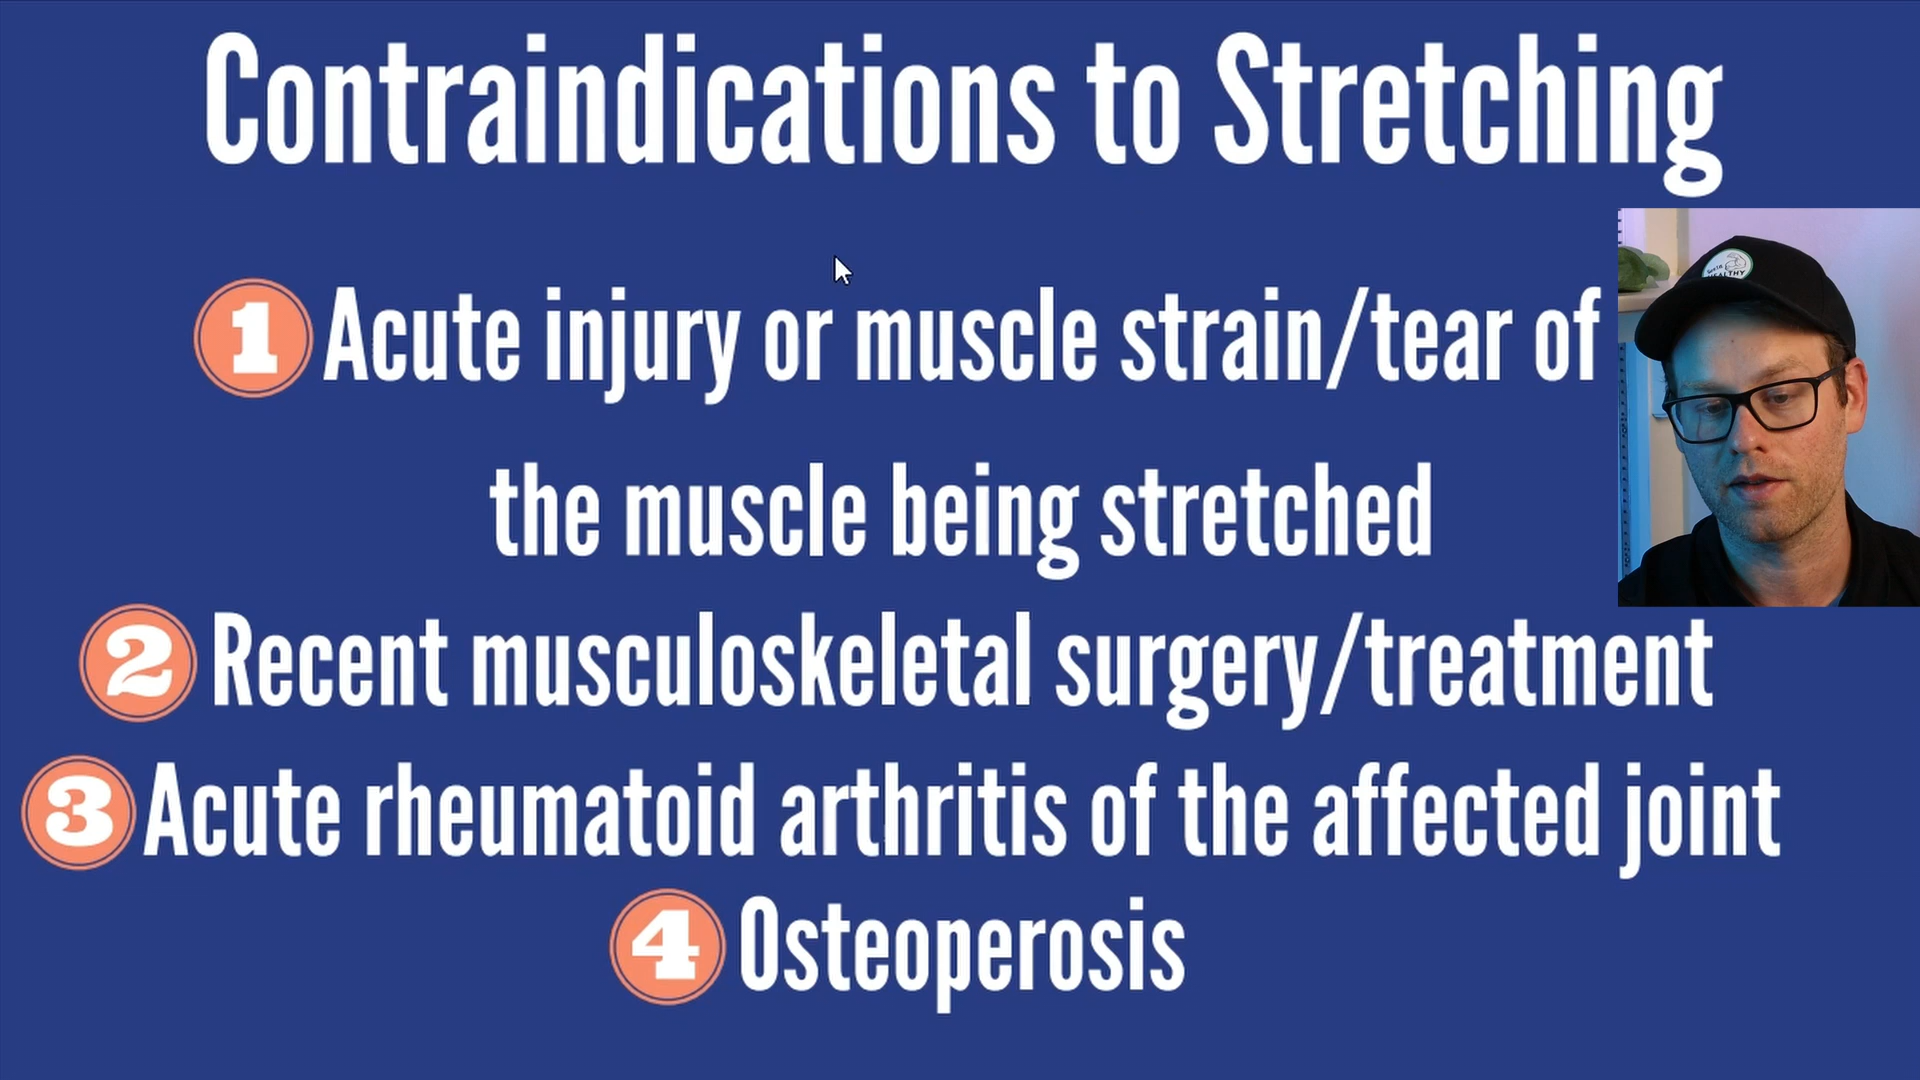 Contraindications to Stretching
1 Acute injury or muscle strain/tear of
the muscle being stretched
2 Recent musculoskeletal surgery/treatment
3 Acute rheumatoid arthritis of the affected joint
4 Osteoperosis
HEALTHY